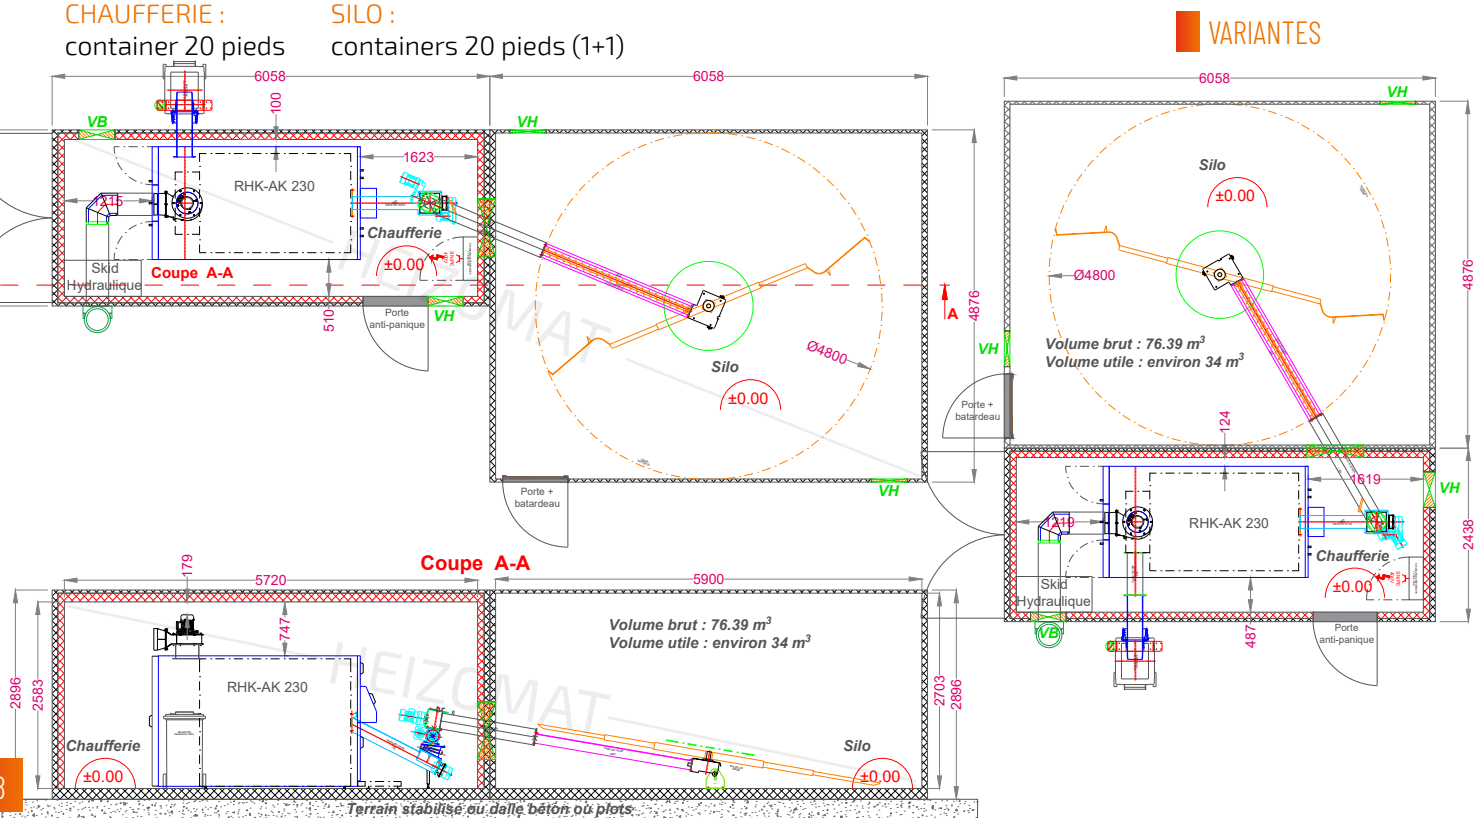 CHAUFFERIE :
container 20 pieds
SILO :
containers 20 pieds (1+1)
VARIANTES
6058
6058
100
VB
VH
1623
RHK-AK 230
1215
Chaufferie
±0.00
Skid
Hydraulique
Coupe A-A
510
Porte
anti-panique
VH
HEIZOMAT
Ø4800
Silo
±0.00
4876
A
VH
Porte +
batardeau
6058
VH
Silo
±0.00
Ø4800
4876
VH
Volume brut : 76.39 m³
Volume utile : environ 34 m³
Porte +
batardeau
124
1619
VH
1219
RHK-AK 230
2438
Chaufferie
±0.00
Skid
Hydraulique
VB
487
Porte
anti-panique
Coupe A-A
179
5720
5900
747
2896
2583
Volume brut : 76.39 m³
Volume utile : environ 34 m³
RHK-AK 230
HEIZOMAT
2703
2896
Chaufferie
±0.00
Silo
±0.00
Terrain stabilisé ou dalle béton ou plots